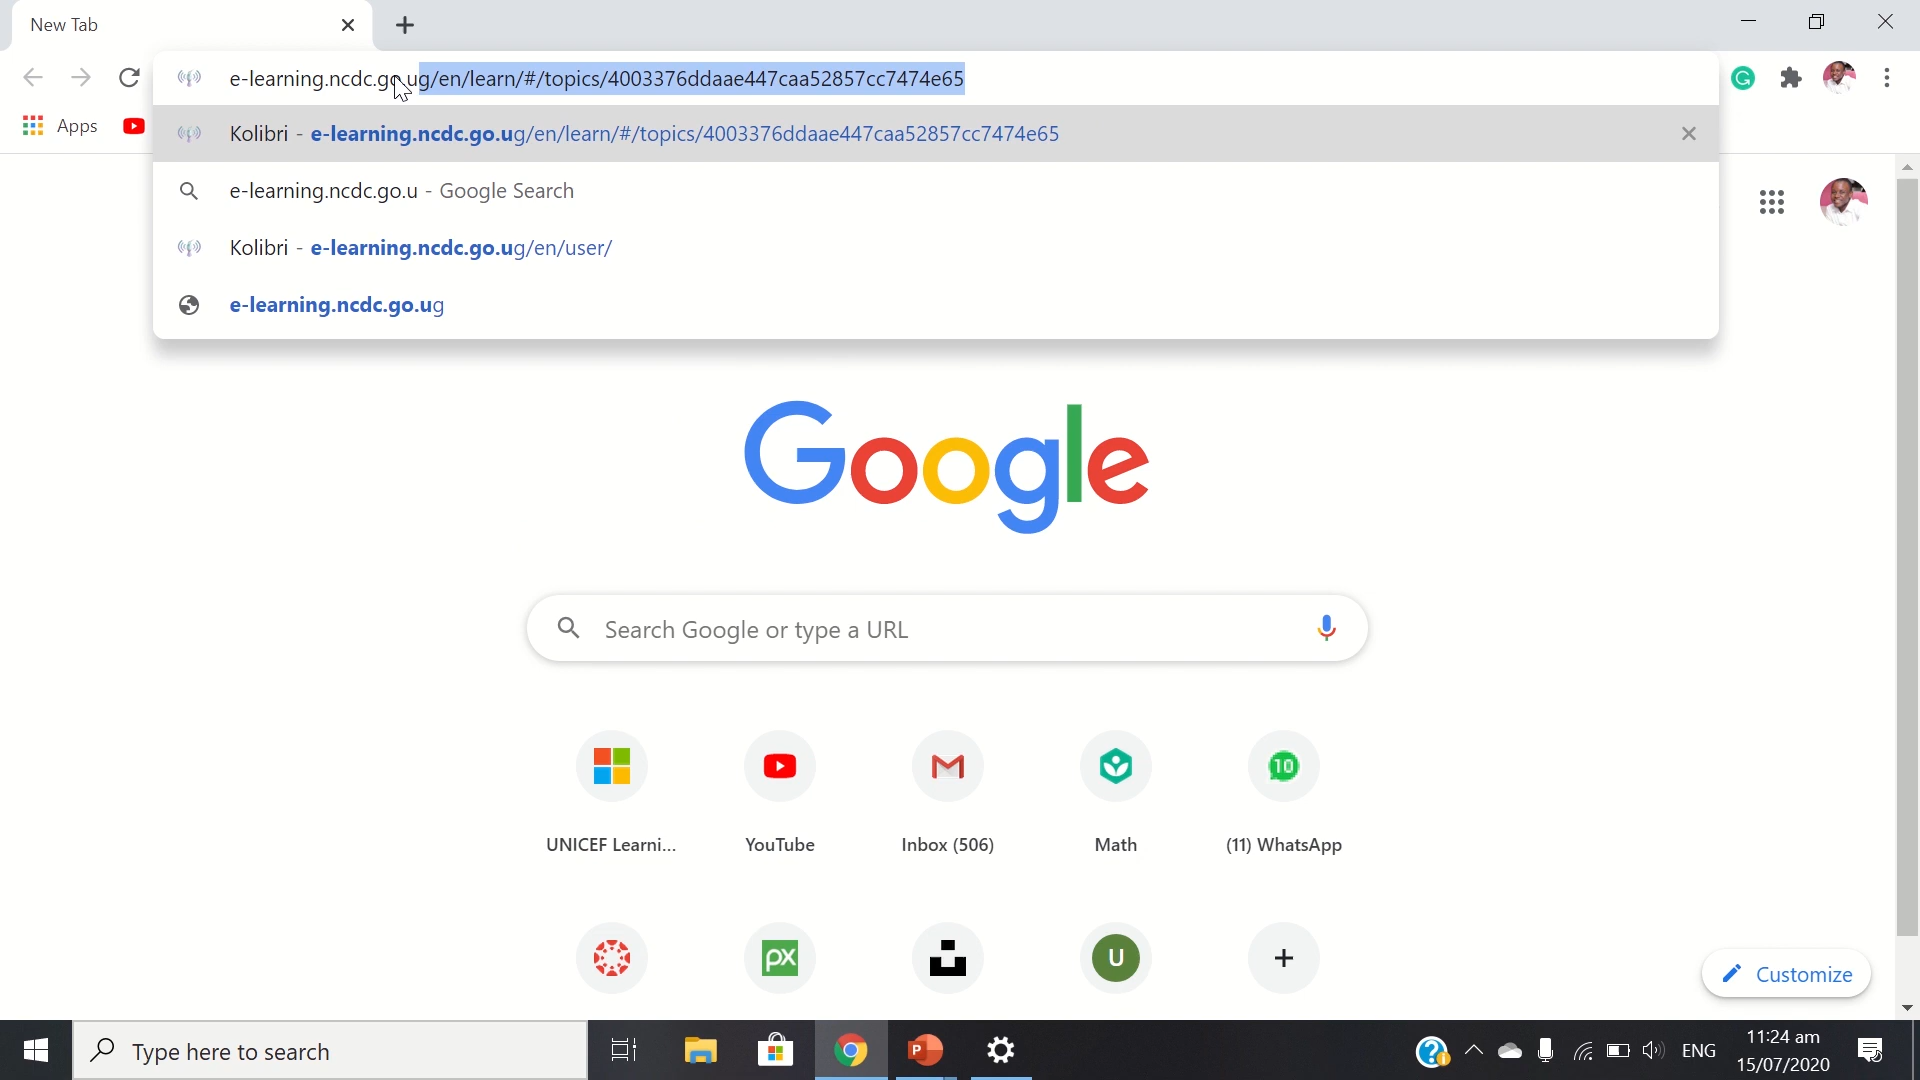 New Tab
e-learning.ncdc.go.ug/en/learn/#/topics/4003376ddaae447caa52857cc7474e65
Apps
Kolibri - e-learning.ncdc.go.ug/en/learn/#/topics/4003376ddaae447caa52857cc7474e65
e-learning.ncdc.go.u - Google Search
Kolibri - e-learning.ncdc.go.ug/en/user/
e-learning.ncdc.go.ug
Google
Search Google or type a URL
10
UNICEF Learni...
YouTube
Inbox (506)
Math
(11) WhatsApp
px
U
Customize
Type here to search
P
ENG
11:24 am
15/07/2020